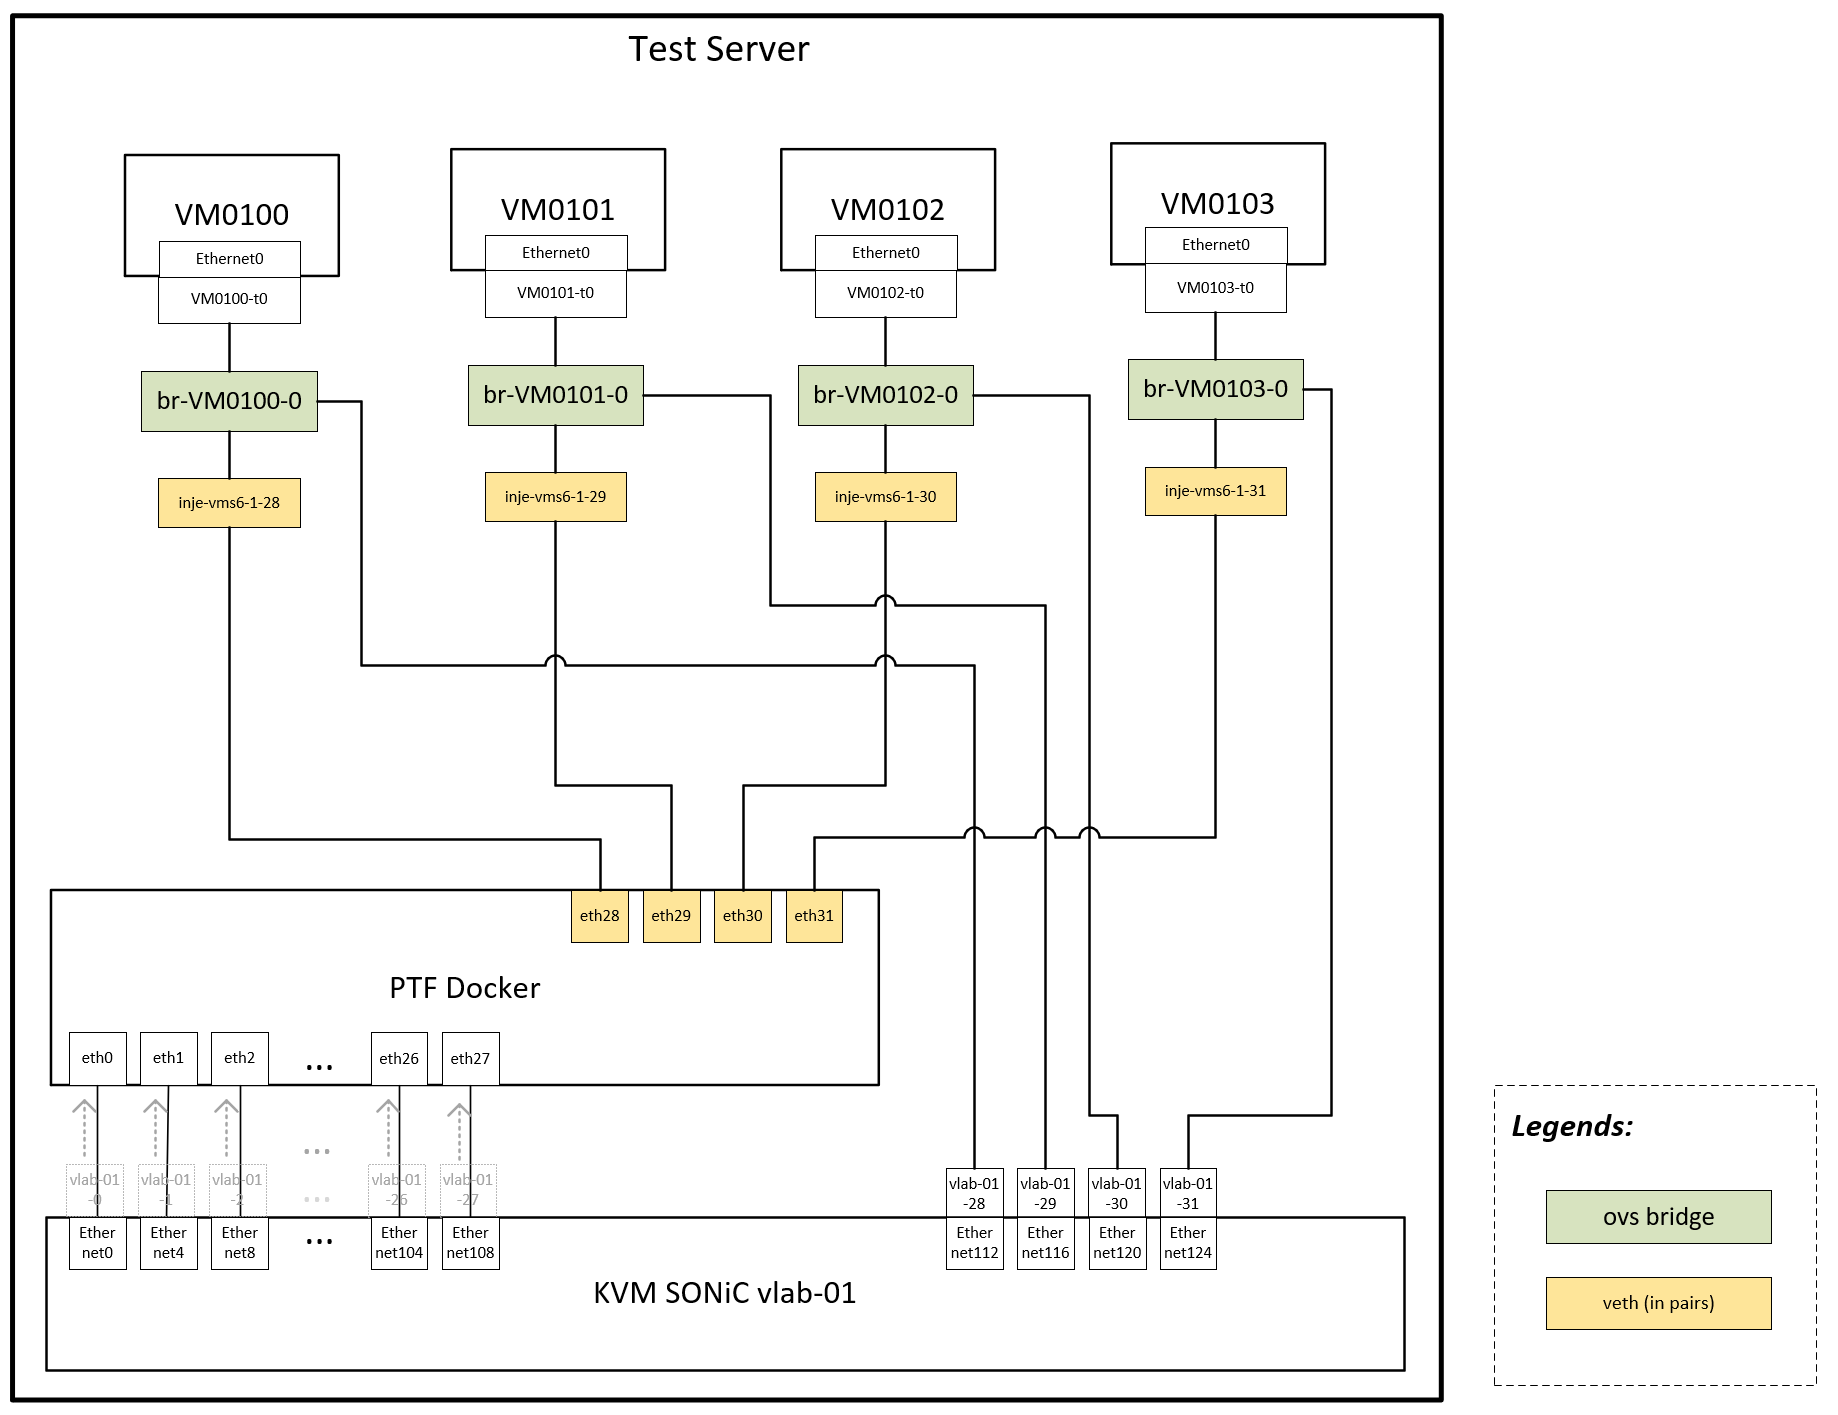 Test Server
VM0100
VM0101
VM0102
VM0103
Ethernet0
Ethernet0
Ethernet0
Ethernet0
VM0100-t0
VM0101-t0
VM0102-t0
VM0103-t0
br-VM0100-0
br-VM0101-0
br-VM0102-0
br-VM0103-0
inje-vms6-1-28
inje-vms6-1-29
inje-vms6-1-30
inje-vms6-1-31
eth28
eth29
eth30
eth31
PTF Docker
eth0
eth1
eth2
...
eth26
eth27
...
vlab-01
-0
vlab-01
-1
vlab-01
-2
...
vlab-01
-26
vlab-01
-27
vlab-01
-28
vlab-01
-29
vlab-01
-30
vlab-01
-31
Ether
net0
Ether
net4
Ether
net8
...
Ether
net104
Ether
net108
Ether
net112
Ether
net116
Ether
net120
Ether
net124
KVM SONiC vlab-01
Legends:
ovs bridge
veth (in pairs)